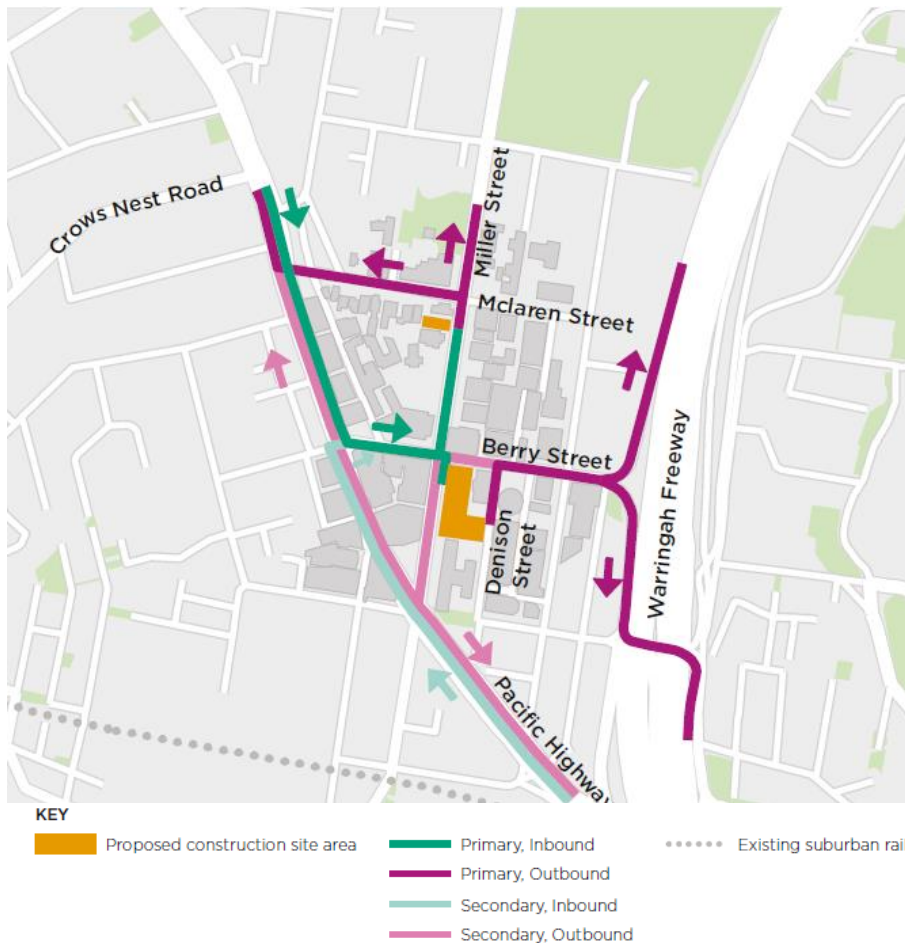 Crows Nest Road
Miller Street
Mclaren Street
Berry Street
Warringah Freeway
Denison
Street
Pacific Highway
KEY
Proposed construction site area
Primary, Inbound
Existing suburban rail
Primary, Outbound
Secondary, Inbound
Secondary, Outbound